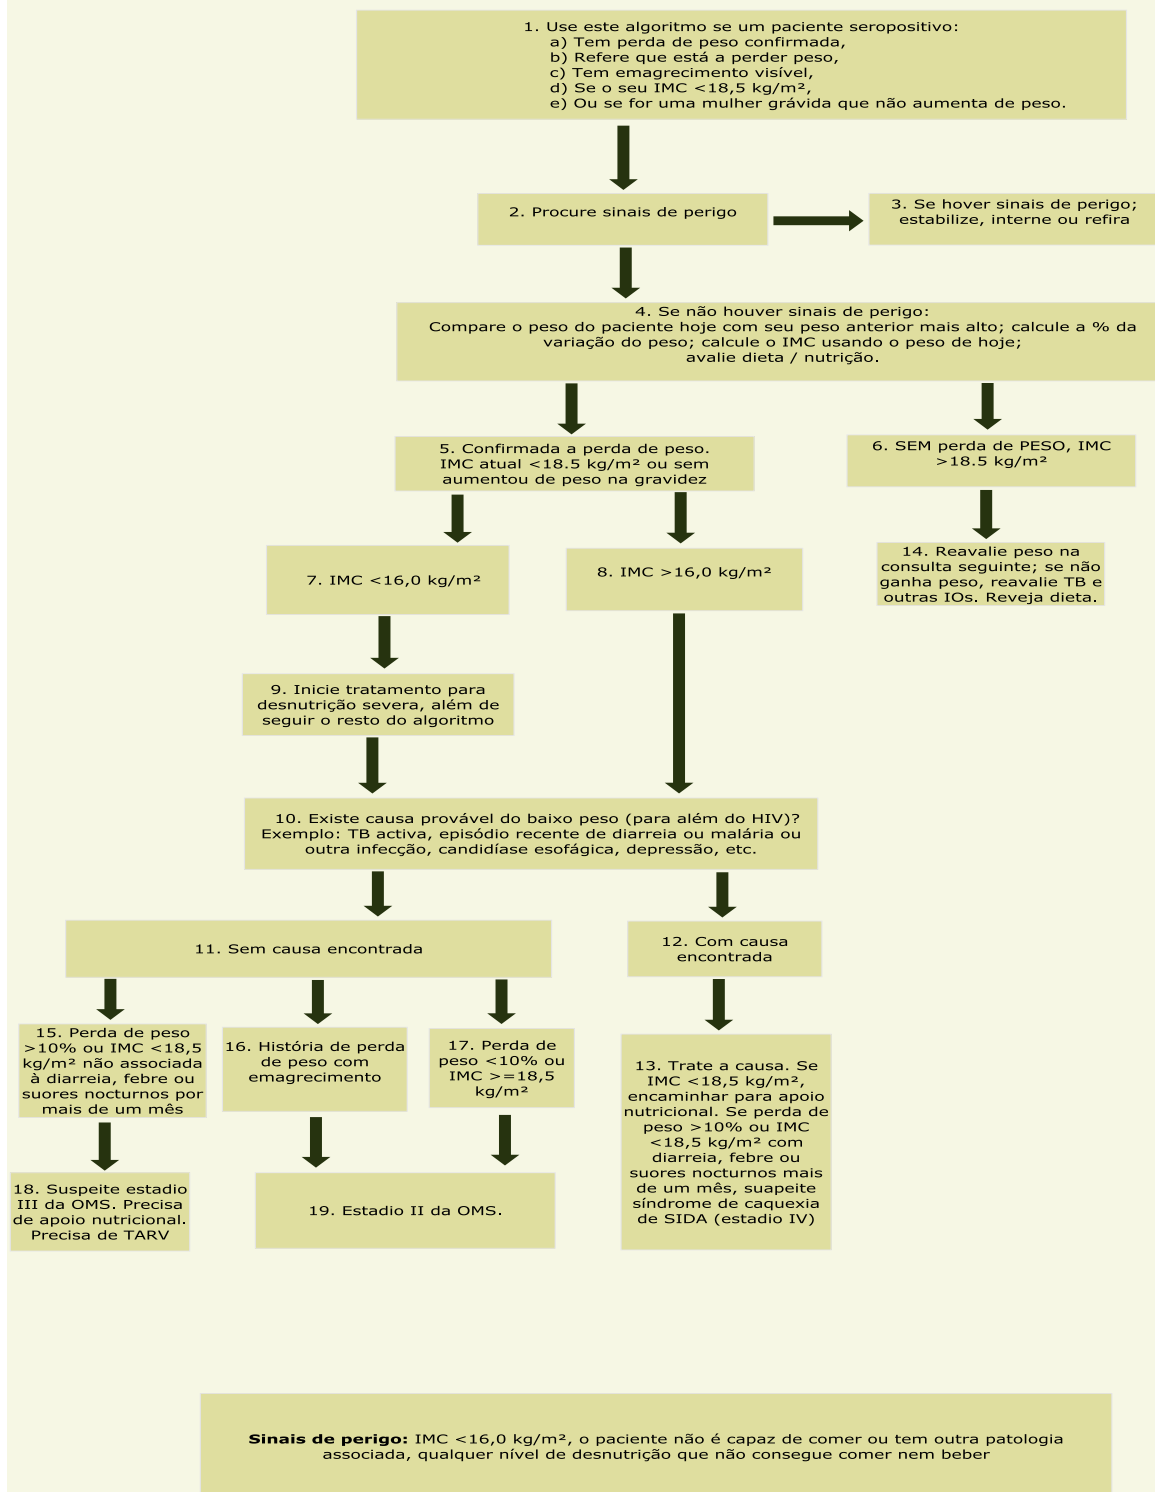 1. Use este algoritmo se um paciente seropositivo:
a) Tem perda de peso confirmada,
b) Refere que está a perder peso,
c) Tem emagrecimento visível,
d) Se o seu IMC <18,5 kg/m²,
e) Ou se for uma mulher grávida que não aumenta de peso.
2. Procure sinais de perigo
3. Se hover sinais de perigo;
estabilize, interne ou refira
4. Se não houver sinais de perigo:
Compare o peso do paciente hoje com seu peso anterior mais alto; calcule a % da
variação do peso; calcule o IMC usando o peso de hoje;
avalie dieta / nutrição.
5. Confirmada a perda de peso.
IMC atual <18.5 kg/m² ou sem
aumentou de peso na gravidez
6. SEM perda de PESO, IMC
>18.5 kg/m²
7. IMC <16,0 kg/m²
8. IMC >16,0 kg/m²
14. Reavalie peso na
consulta seguinte; se não
ganha peso, reavalie TB e
outras IOs. Reveja dieta.
9. Inicie tratamento para
desnutrição severa, além de
seguir o resto do algoritmo
10. Existe causa provável do baixo peso (para além do HIV)?
Exemplo: TB activa, episódio recente de diarreia ou malária ou
outra infecção, candidíase esofágica, depressão, etc.
11. Sem causa encontrada
12. Com causa
encontrada
15. Perda de peso
>10% ou IMC <18,5
kg/m² não associada
à diarreia, febre ou
suores nocturnos por
mais de um mês
16. História de perda
de peso com
emagrecimento
17. Perda de
peso <10% ou
IMC >=18,5
kg/m²
13. Trate a causa. Se
IMC <18,5 kg/m²,
encaminhar para apoio
nutricional. Se perda de
peso >10% ou IMC
<18,5 kg/m² com
diarreia, febre ou
suores nocturnos mais
de um mês, suapeite
síndrome de caquexia
de SIDA (estadio IV)
18. Suspeite estadio
III da OMS. Precisa
de apoio nutricional.
Precisa de TARV
19. Estadio II da OMS.
Sinais de perigo: IMC <16,0 kg/m², o paciente não é capaz de comer ou tem outra patologia
associada, qualquer nível de desnutrição que não consegue comer nem beber